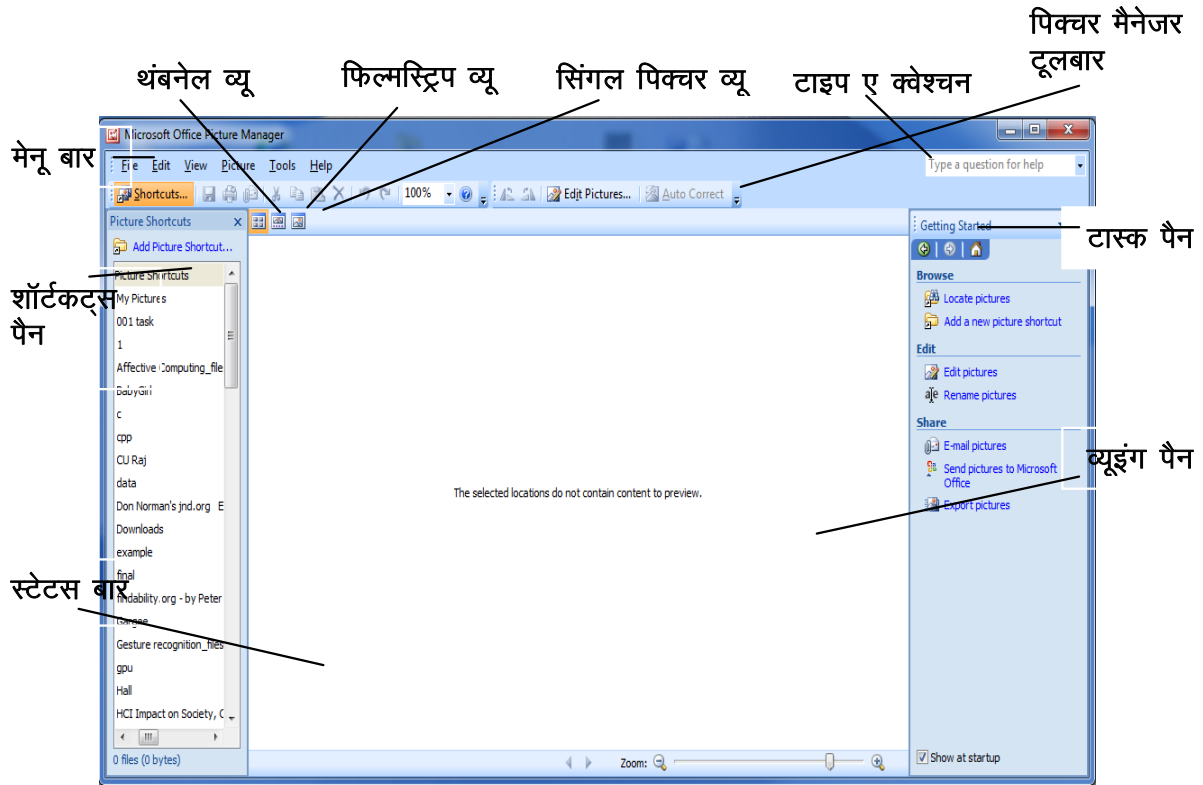 पिक्चर मैनेजर
टूलबार
थंबनेल व्यू
फिल्मस्ट्रिप व्यू
सिंगल पिक्चर व्यू
टाइप ए क्वेश्चन
Microsoft Office Picture Manager
मेनू बार
File Edit View Picture Tools Help
Type a question for help
Shortcuts...
100%
Edit Pictures...
Auto Correct
Picture Shortcuts
Add Picture Shortcut...
Picture Shortcuts
My Pictures
001 task
1
Affective Computing_file
BabyGirl
c
cpp
CU Raj
data
Don Norman's jnd.org E
Downloads
example
final
findability.org - by Peter
Gargee
Gesture recognition_files
gpu
Hall
HCI Impact on Society, C
0 files (0 bytes)
शॉर्टकट्स
पैन
स्टेटस बार
The selected locations do not contain content to preview.
Zoom:
Getting Started
टास्क पैन
Browse
Locate pictures
Add a new picture shortcut
Edit
Edit pictures
Rename pictures
Share
E-mail pictures
Send pictures to Microsoft
Office
Export pictures
व्यूइंग पैन
Show at startup